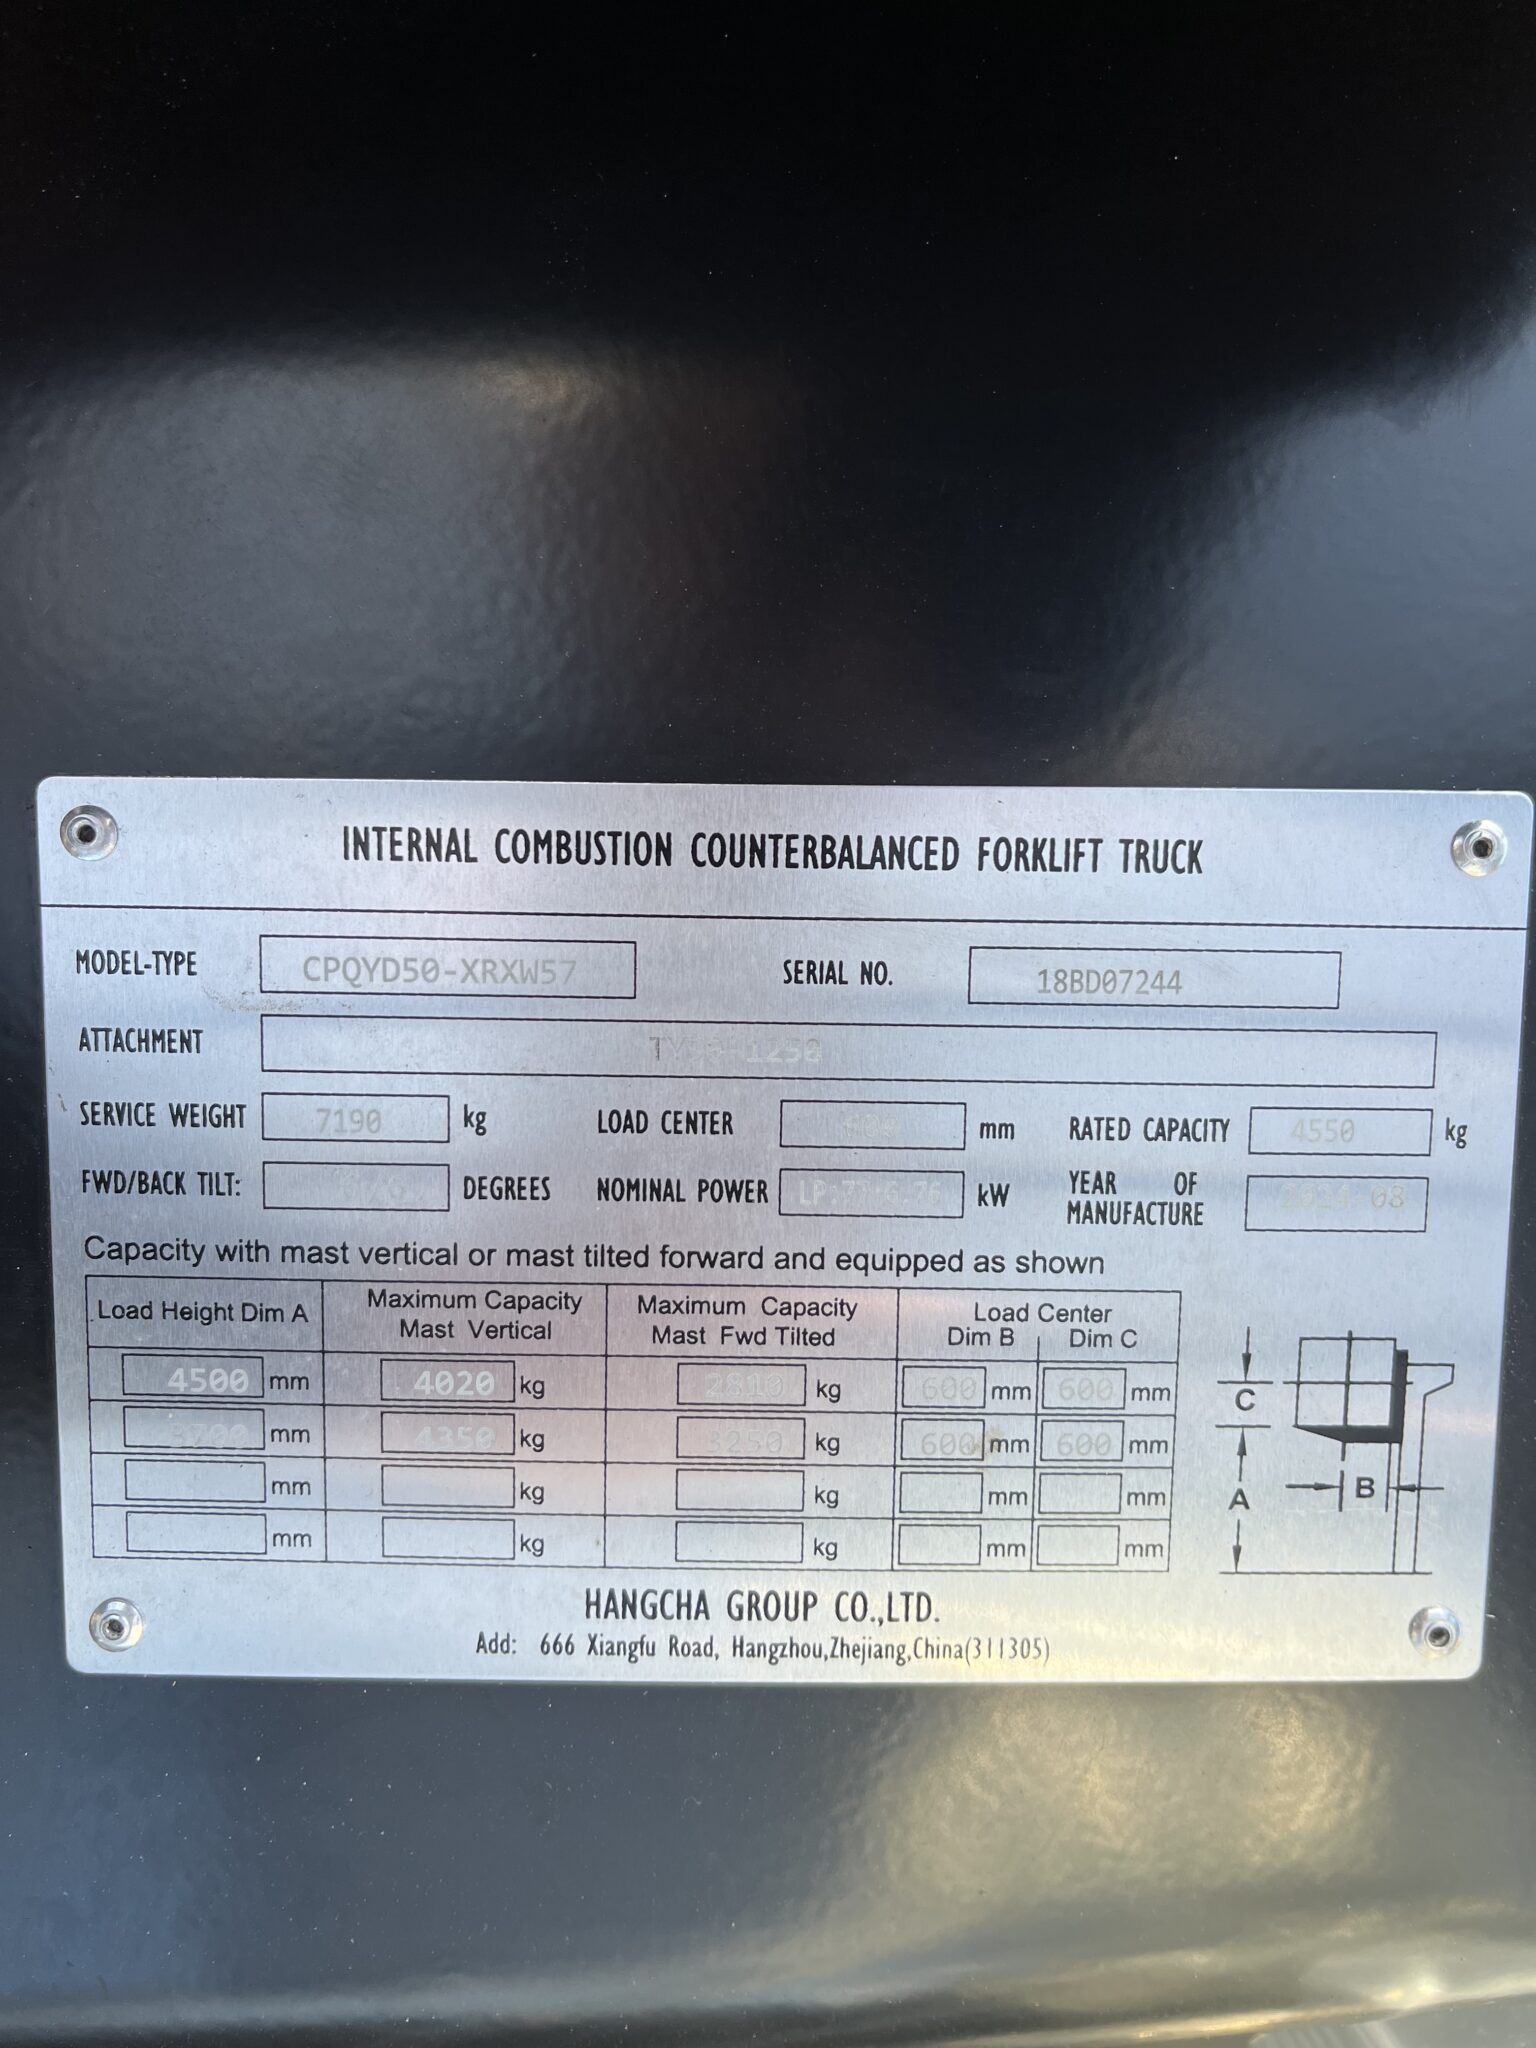 INTERNAL COMBUSTION COUNTERBALANCED FORKLIFT TRUCK
MODEL-TYPE CPQYD50-XRXW57 SERIAL NO. 18BD07244
ATTACHMENT
SERVICE WEIGHT 7190 kg LOAD CENTER mm RATED CAPACITY 4550 kg
FWD/BACK TILT: DEGREES NOMINAL POWER kW YEAR OF
MANUFACTURE
Capacity with mast vertical or mast tilted forward and equipped as shown
Load Height Dim A Maximum Capacity Maximum Capacity Load Center
Mast Vertical Mast Fwd Tilted Dim B Dim C
4500 mm 4020 kg 2810 kg 600 mm 600 mm
mm 4350 kg 3250 kg 600 mm 600 mm
mm kg kg mm mm
mm kg kg mm mm
C
B
A
HANGCHA GROUP CO.,LTD.
Add: 666 Xiangfu Road, Hangzhou,Zhejiang,China(311305)